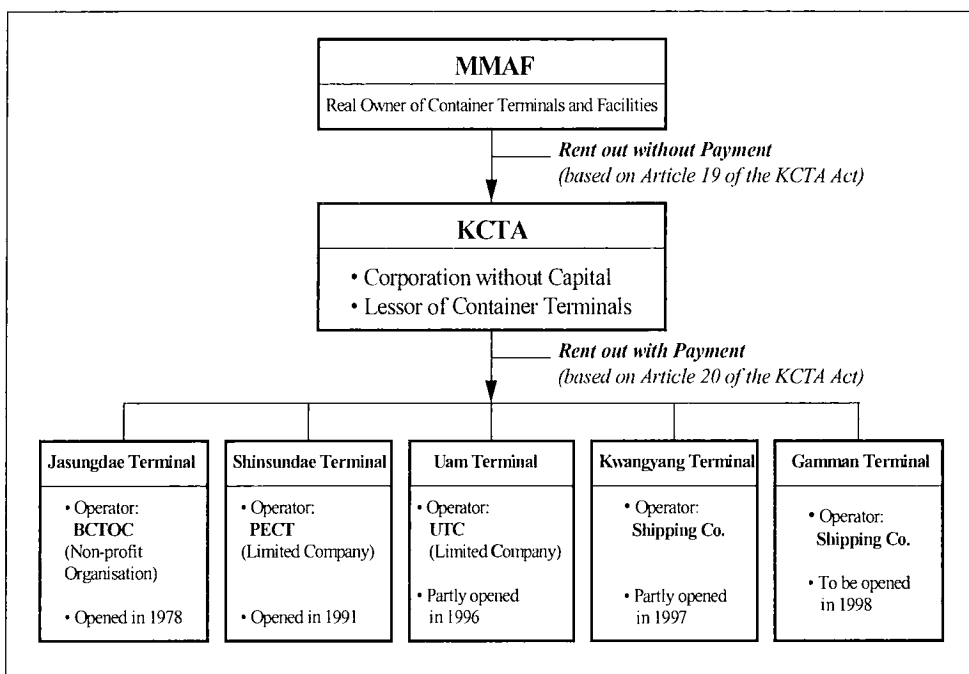 MMAF
Real Owner of Container Terminals and Facilities
Rent out without Payment
(based on Article 19 of the KCTA Act)
KCTA
• Corporation without Capital
• Lessor of Container Terminals
Rent out with Payment
(based on Article 20 of the KCTA Act)
Jasungdae Terminal
• Operator:
BCTOC
(Non-profit
Organisation)
• Opened in 1978
Shinsundae Terminal
• Operator:
PECT
(Limited Company)
• Opened in 1991
Uam Terminal
• Operator:
UTC
(Limited Company)
• Partly opened
in 1996
Kwangyang Terminal
• Operator:
Shipping Co.
• Partly opened
in 1997
Gamman Terminal
• Operator:
Shipping Co.
• To be opened
in 1998